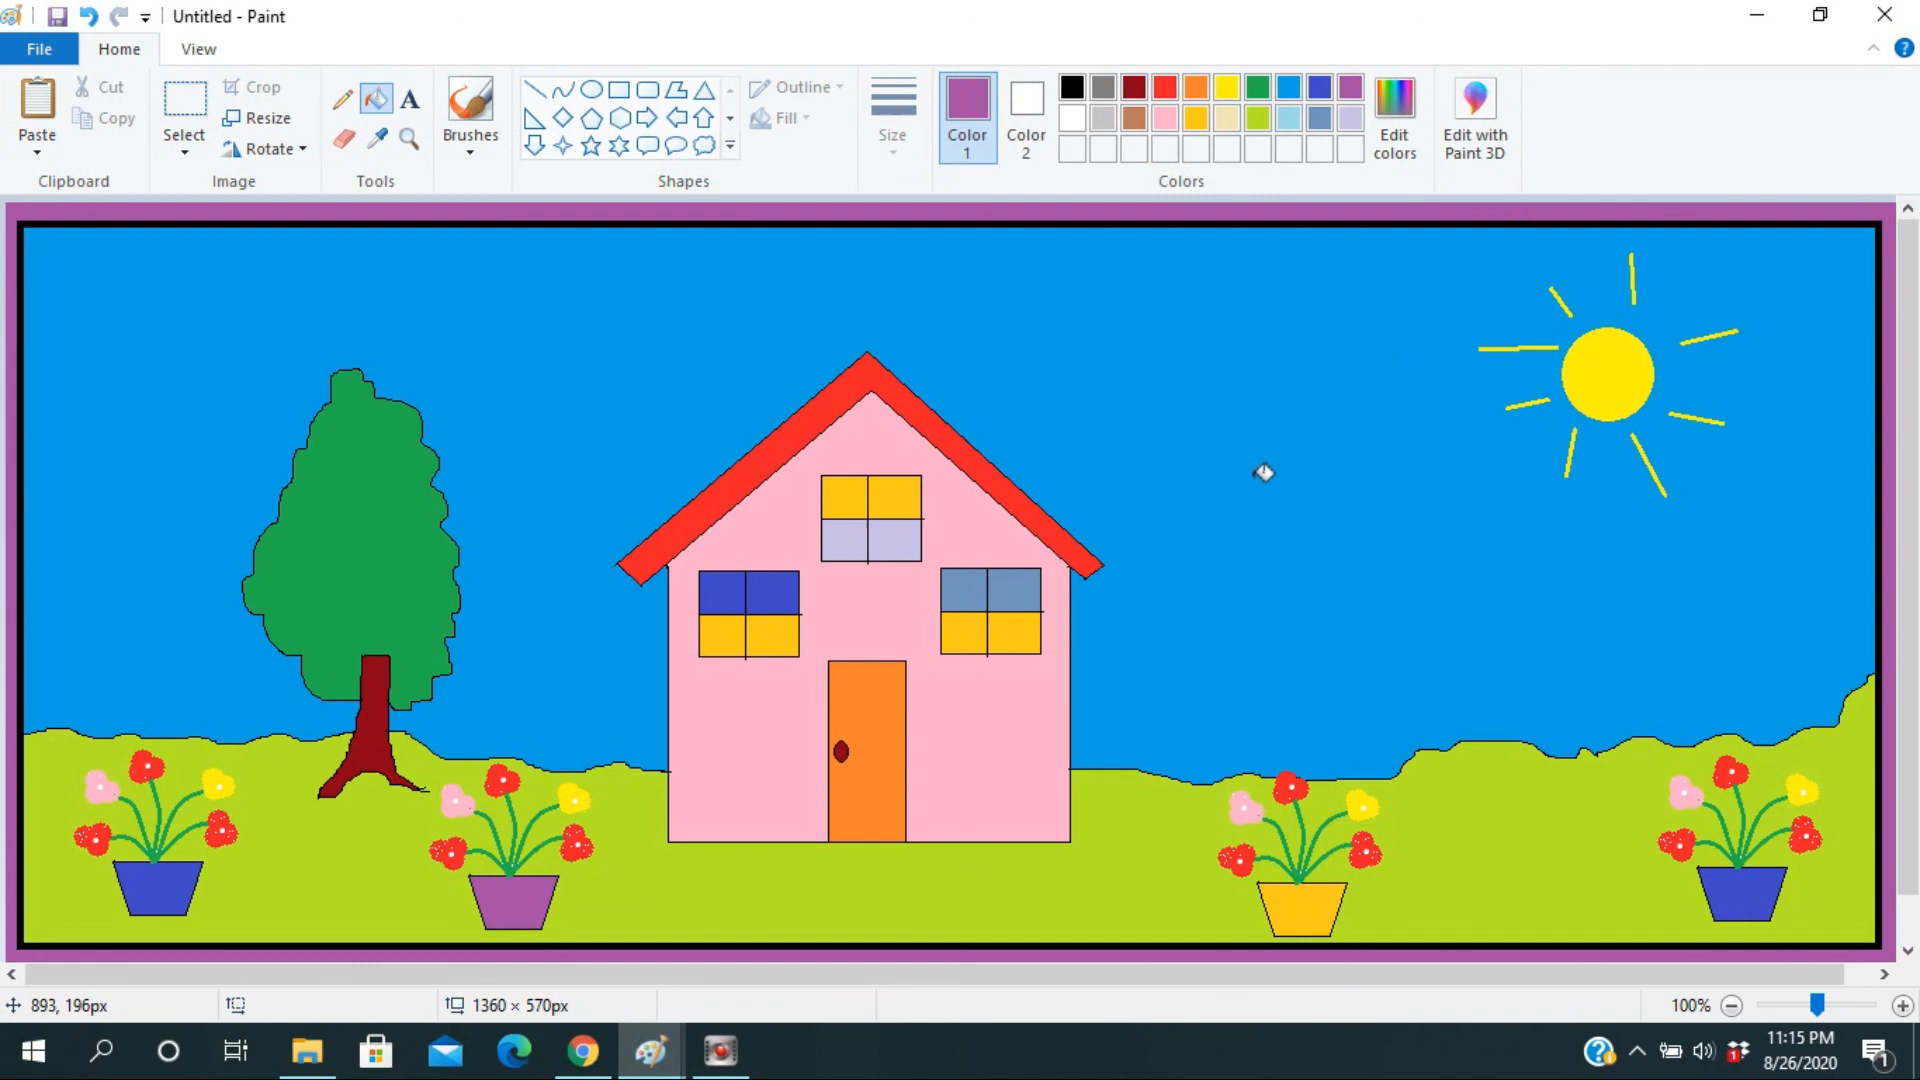 Untitled - Paint
File Home View
Paste
Cut
Copy
Clipboard
Select
Crop
Resize
Rotate
Image
A
Tools
Brushes
Shapes
Outline
Fill
Size
Color
1
Color
2
Edit
colors
Colors
Edit with
Paint 3D
893, 196px
1360 × 570px
100%
11:15 PM
8/26/2020
1
1